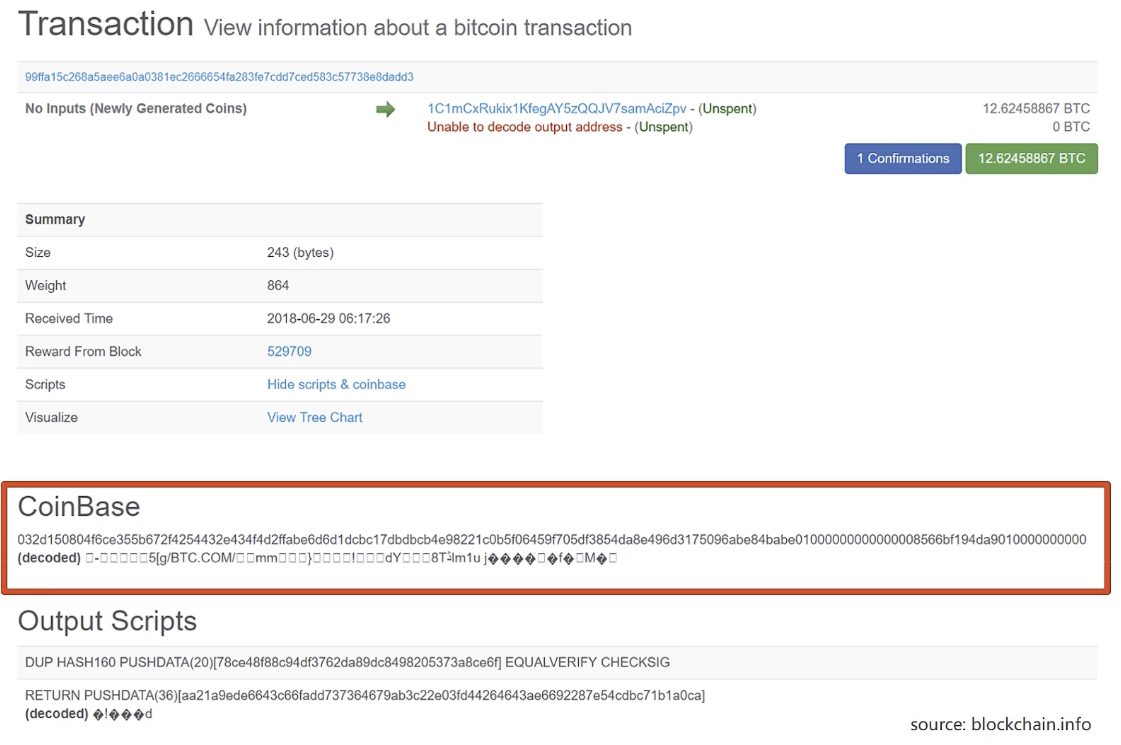 Transaction View information about a bitcoin transaction
99ffa15c268a5aee6a0a0381ec2666654fa283fe7cdd7ced583c57738e8dadd3
No Inputs (Newly Generated Coins)
1C1mCxRukix1KfegAY5zQQJV7samAciZpv - (Unspent) 12.62458867 BTC
Unable to decode output address - (Unspent) 0 BTC
1 Confirmations 12.62458867 BTC
Summary
Size 243 (bytes)
Weight 864
Received Time 2018-06-29 06:17:26
Reward From Block 529709
Scripts Hide scripts & coinbase
Visualize View Tree Chart
CoinBase
032d150804f6ce355b672f4254432e434f4d2ffabe6d6d1dcbc17dbdbcb4e98221c0b5f06459f705df3854da8e496d3175096abe84babe01000000000000008566bf194da9010000000000
(decoded) □-□□□□□5[g/BTC.COM/□□mm□□□}□□□□!□□□dY□□□8T
Output Scripts
DUP HASH160 PUSHDATA(20)[78ce48f88c94df3762da89dc8498205373a8ce6f] EQUALVERIFY CHECKSIG
RETURN PUSHDATA(36)[aa21a9ede6643c66fadd737364679ab3c22e03fd44264643ae6692287e54cdbc71b1a0ca]
(decoded) �!���d
source: blockchain.info